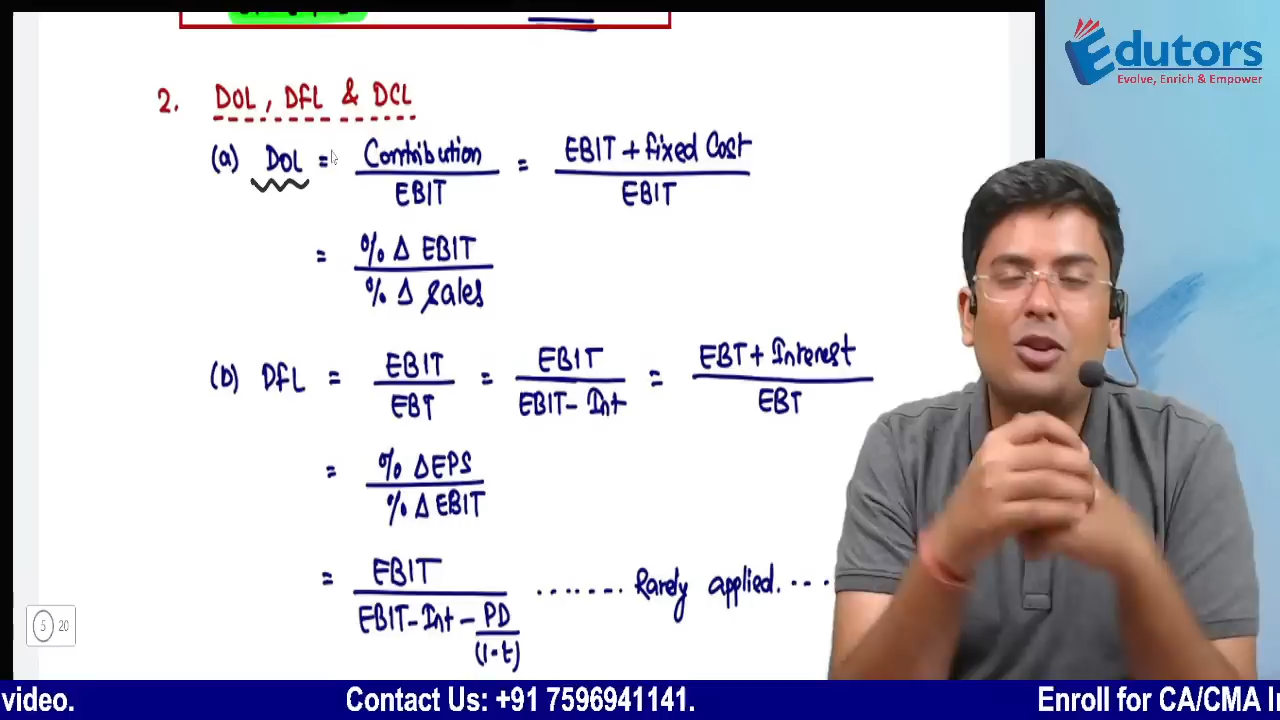 Edutors
Evolve, Enrich & Empower
2. DOL, DFL & DCL
(a) DOL = Contribution / EBIT = EBIT + Fixed Cost / EBIT
= % Δ EBIT / % Δ Sales
(b) DFL = EBIT / EBT = EBIT / EBIT - Int = EBT + Interest / EBT
= % Δ EPS / % Δ EBIT
= EBIT / EBIT - Int - PD / (1-t) ....... Rarely applied. ....
5 20
video. Contact Us: +91 7596941141. Enroll for CA/CMA I